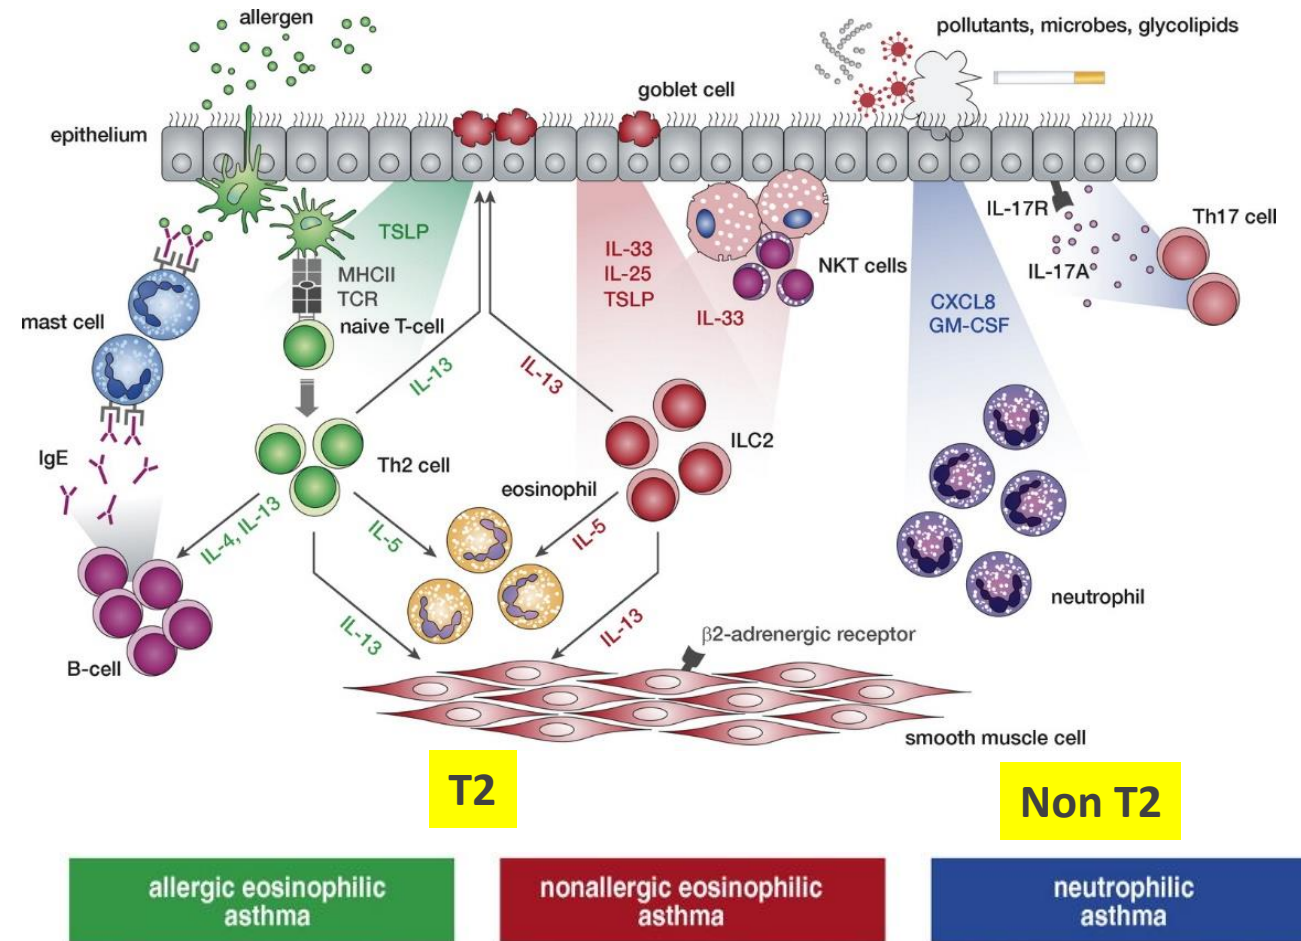 allergen
pollutants, microbes, glycolipids
goblet cell
epithelium
TSLP
MHCII
TCR
naive T-cell
mast cell
IL-33
IL-25
TSLP
IL-33
NKT cells
IL-17R
IL-17A
Th17 cell
CXCL8
GM-CSF
IL-13
IL-13
IgE
Th2 cell
ILC2
eosinophil
IL-4, IL-13
IL-5
IL-5
IL-13
IL-13
neutrophil
B-cell
β2-adrenergic receptor
smooth muscle cell
T2
Non T2
allergic eosinophilic
asthma
nonallergic eosinophilic
asthma
neutrophilic
asthma